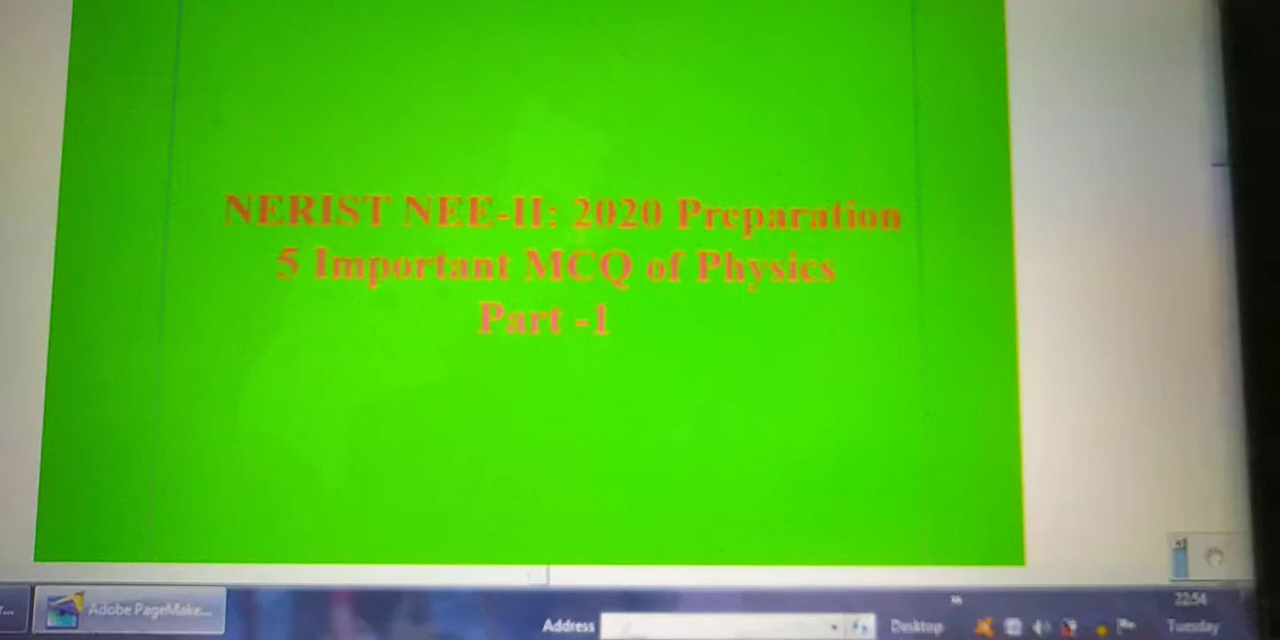 NERIST NEE-II: 2020 Preparation
5 Important MCQ of Physics
Part -1
Adobe PageMake...
Address
Desktop
22:54
Tuesday